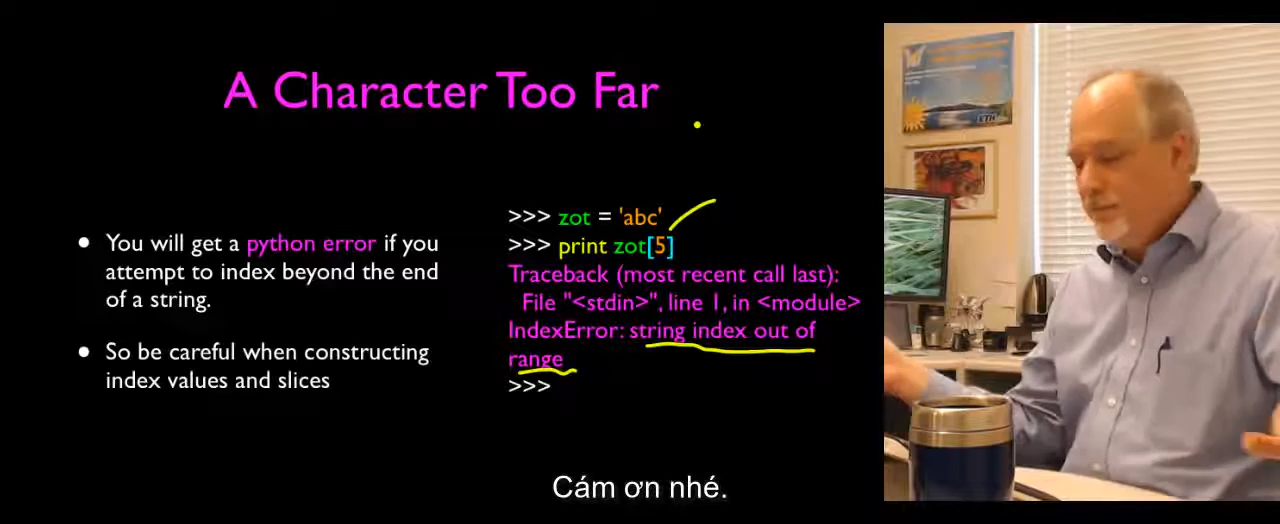 A Character Too Far
You will get a python error if you
attempt to index beyond the end
of a string.
So be careful when constructing
index values and slices
>>> zot = 'abc'
>>> print zot[5]
Traceback (most recent call last):
File "<stdin>", line 1, in <module>
IndexError: string index out of
range
>>>
Cám ơn nhé.